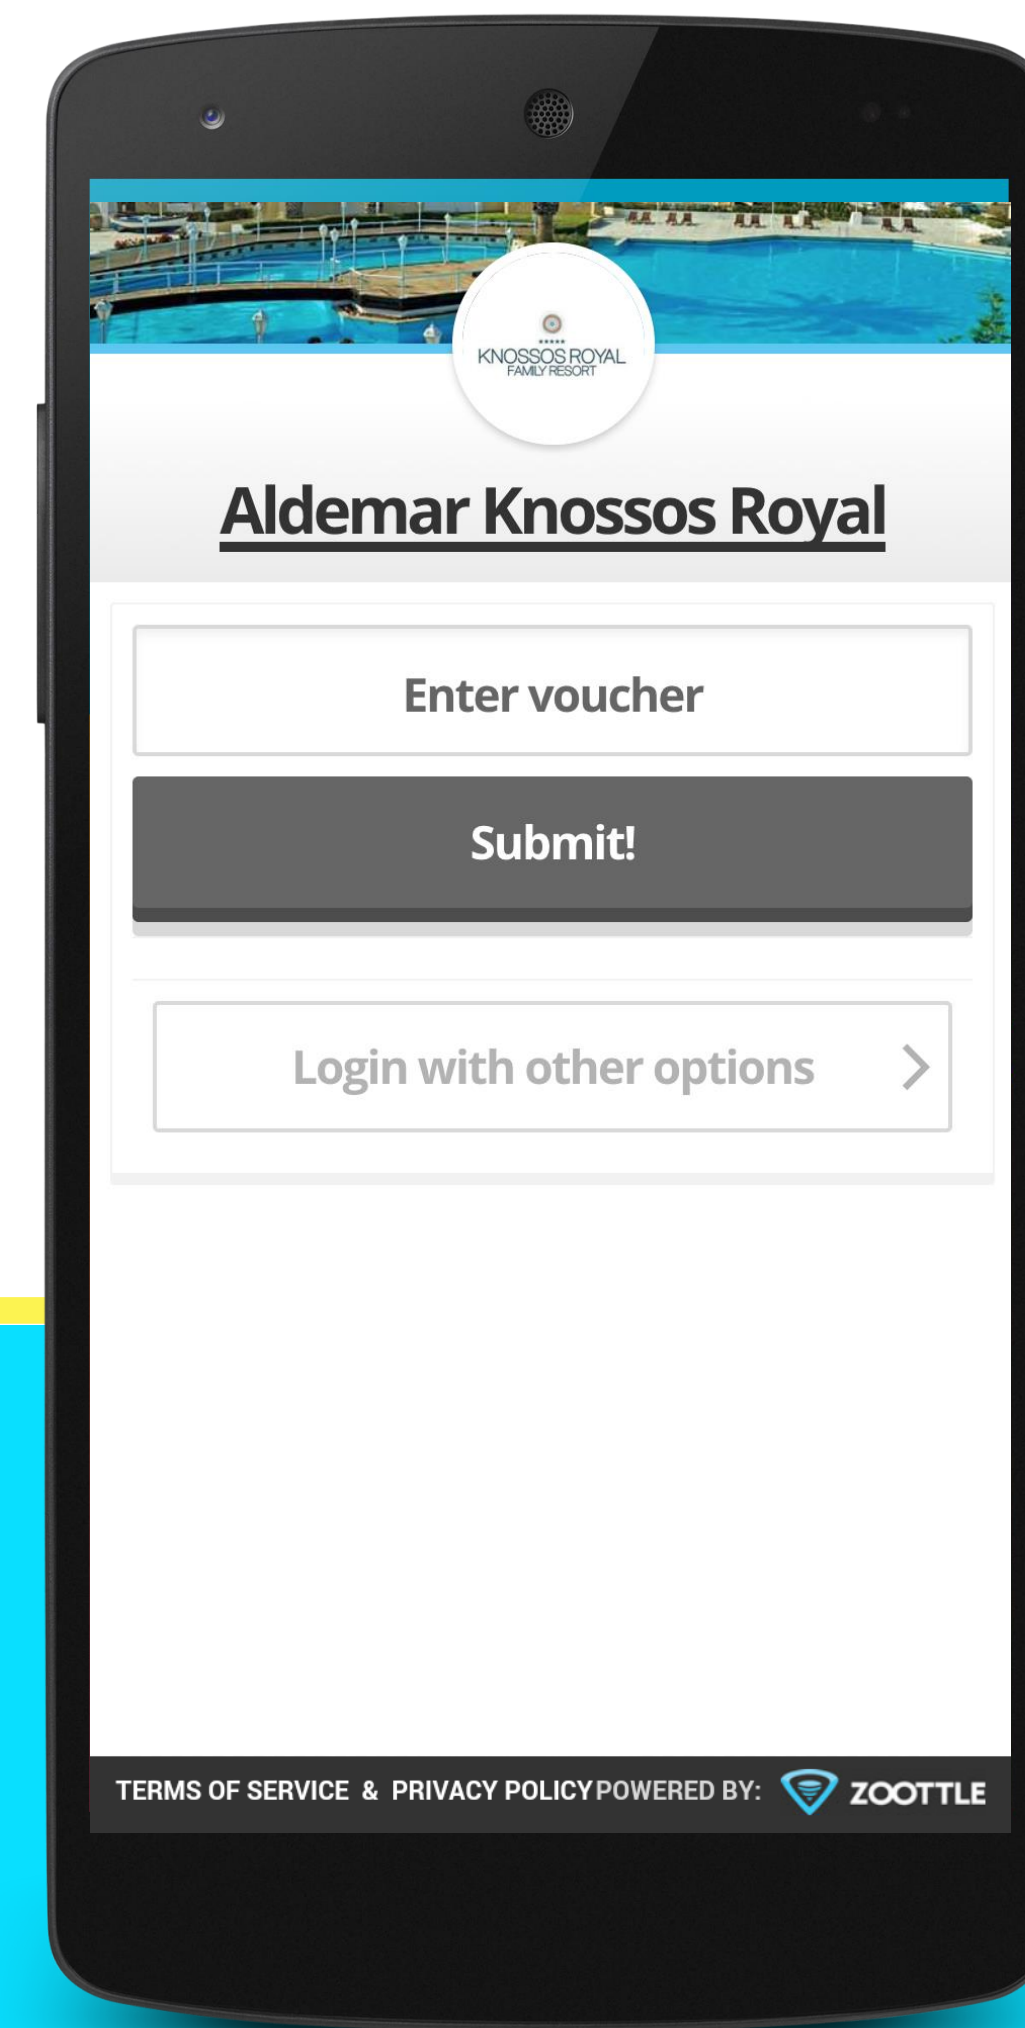 KNOSSOS ROYAL
FAMILY RESORT
Aldemar Knossos Royal
Enter voucher
Submit!
Login with other options
TERMS OF SERVICE & PRIVACY POLICY POWERED BY: ZOOTTLE